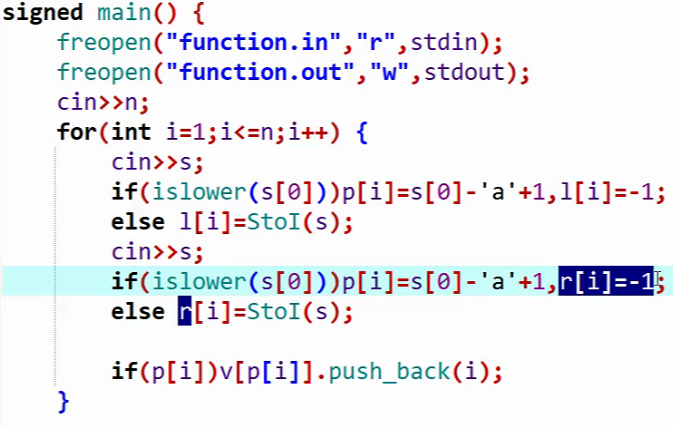 signed main() {
    freopen("function.in","r",stdin);
    freopen("function.out","w",stdout);
    cin>>n;
    for(int i=1;i<=n;i++) {
        cin>>s;
        if(islower(s[0]))p[i]=s[0]-'a'+1,l[i]=-1;
        else l[i]=StoI(s);
        cin>>s;
        if(islower(s[0]))p[i]=s[0]-'a'+1,r[i]=-1;
        else r[i]=StoI(s);
        if(p[i])v[p[i]].push_back(i);
    }